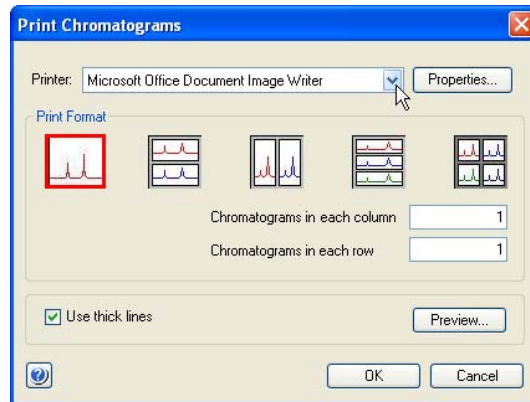 Print Chromatograms
Printer: Microsoft Office Document Image Writer Properties...
Print Format
Chromatograms in each column 1
Chromatograms in each row 1
Use thick lines Preview...
OK Cancel